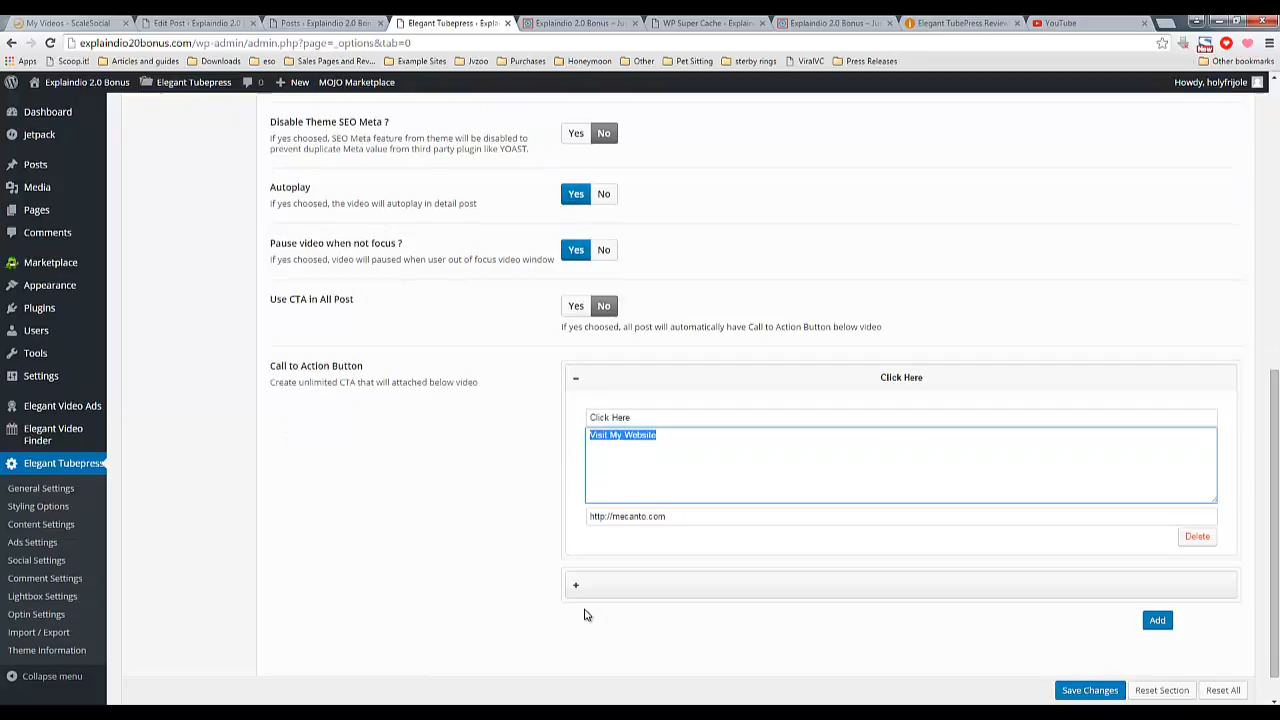 My Videos - ScaleSocial
Edit Post ‹ Explaindio 2.0
Posts ‹ Explaindio 2.0 Bon
Elegant Tubepress ‹ Explai
Explaindio 2.0 Bonus – Jus
WP Super Cache ‹ Explain
Explaindio 2.0 Bonus – Jus
Elegant TubePress Review
YouTube
explaindio20bonus.com/wp-admin/admin.php?page=_options&tab=0
New
Apps
Scoop.it!
Articles and guides
Downloads
eso
Sales Pages and Rev...
Example Sites
Jvzoo
Purchases
Honeymoon
Other
Pet Sitting
sterby rings
ViralVC
Press Releases
Other bookmarks
Explaindio 2.0 Bonus
Elegant Tubepress
0
New
MOJO Marketplace
Howdy, holyfrijole
Dashboard
Jetpack
Posts
Media
Pages
Comments
Marketplace
Appearance
Plugins
Users
Tools
Settings
Elegant Video Ads
Elegant Video
Finder
Elegant Tubepress
General Settings
Styling Options
Content Settings
Ads Settings
Social Settings
Comment Settings
Lightbox Settings
Optin Settings
Import / Export
Theme Information
Collapse menu
Disable Theme SEO Meta ?
If yes choosed, SEO Meta feature from theme will be disabled to
prevent duplicate Meta value from third party plugin like YOAST.
Yes No
Autoplay
If yes choosed, the video will autoplay in detail post
Yes No
Pause video when not focus ?
if yes choosed, video will paused when user out of focus video window
Yes No
Use CTA in All Post
Yes No
If yes choosed, all post will automatically have Call to Action Button below video
Call to Action Button
Create unlimited CTA that will attached below video
– Click Here
Click Here
Visit My Website
http://mecanto.com
Delete
+
Add
Save Changes
Reset Section
Reset All